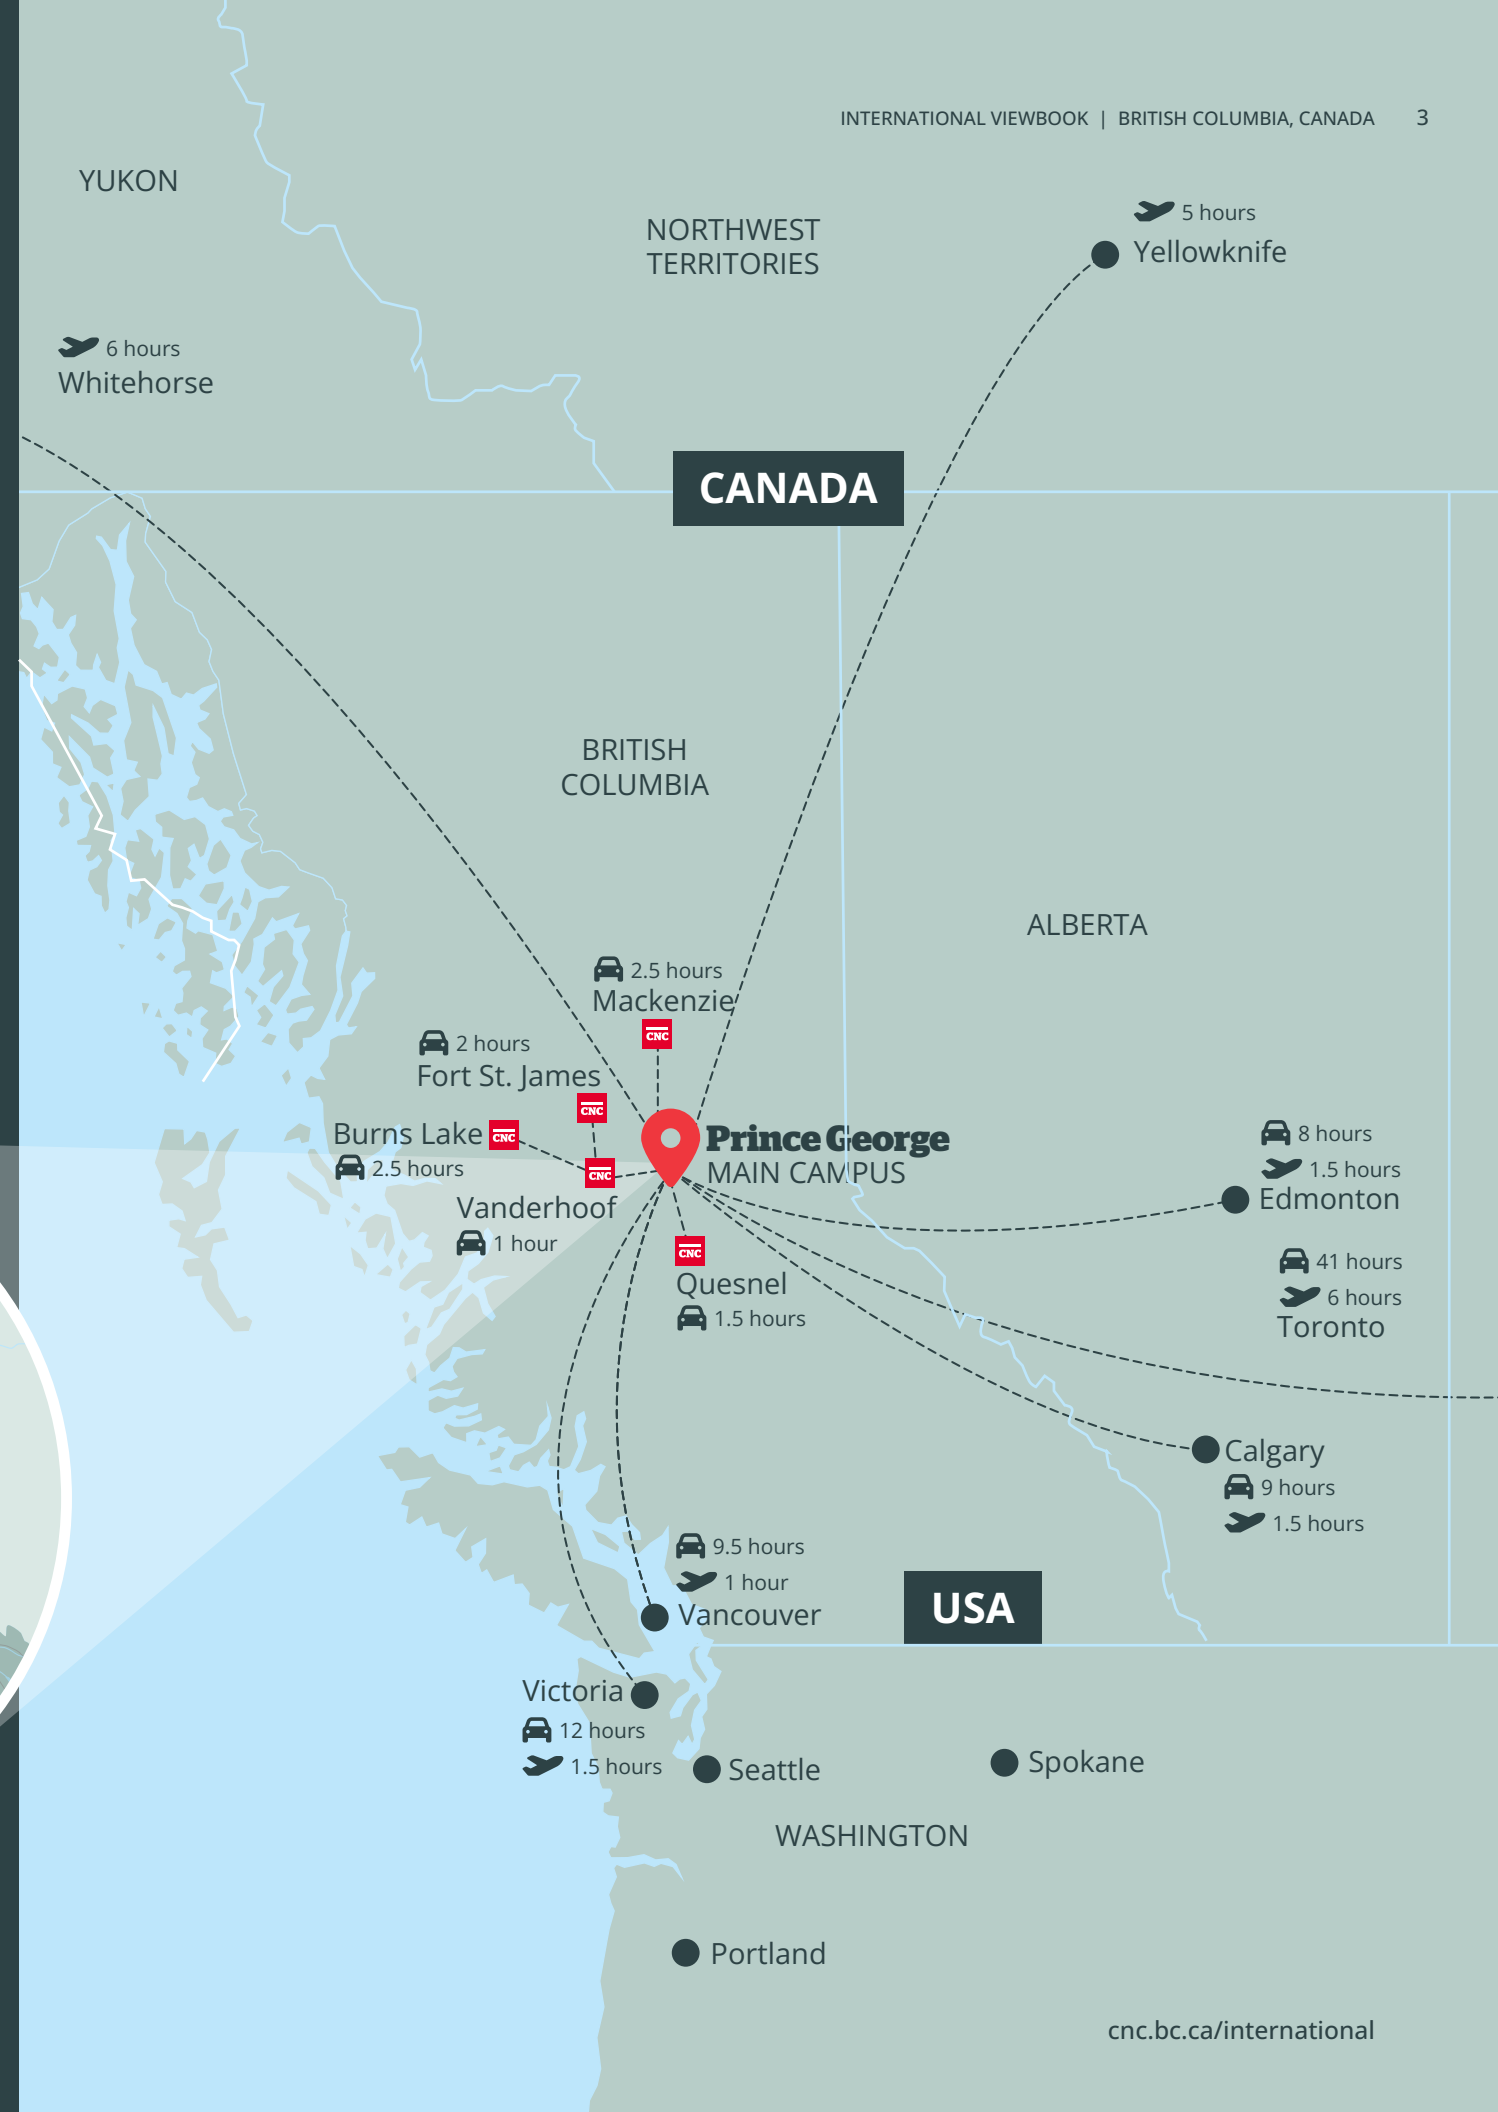 INTERNATIONAL VIEWBOOK | BRITISH COLUMBIA, CANADA 3
YUKON
NORTHWEST
TERRITORIES
5 hours
Yellowknife
6 hours
Whitehorse
CANADA
BRITISH
COLUMBIA
ALBERTA
2.5 hours
Mackenzie
CNC
2 hours
Fort St. James
CNC
Burns Lake CNC
2.5 hours
Prince George
MAIN CAMPUS
CNC
Vanderhoof
1 hour
CNC
Quesnel
1.5 hours
8 hours
1.5 hours
Edmonton
41 hours
6 hours
Toronto
Calgary
9 hours
1.5 hours
9.5 hours
1 hour
Vancouver
USA
Victoria
12 hours
1.5 hours
Seattle
Spokane
WASHINGTON
Portland
cnc.bc.ca/international